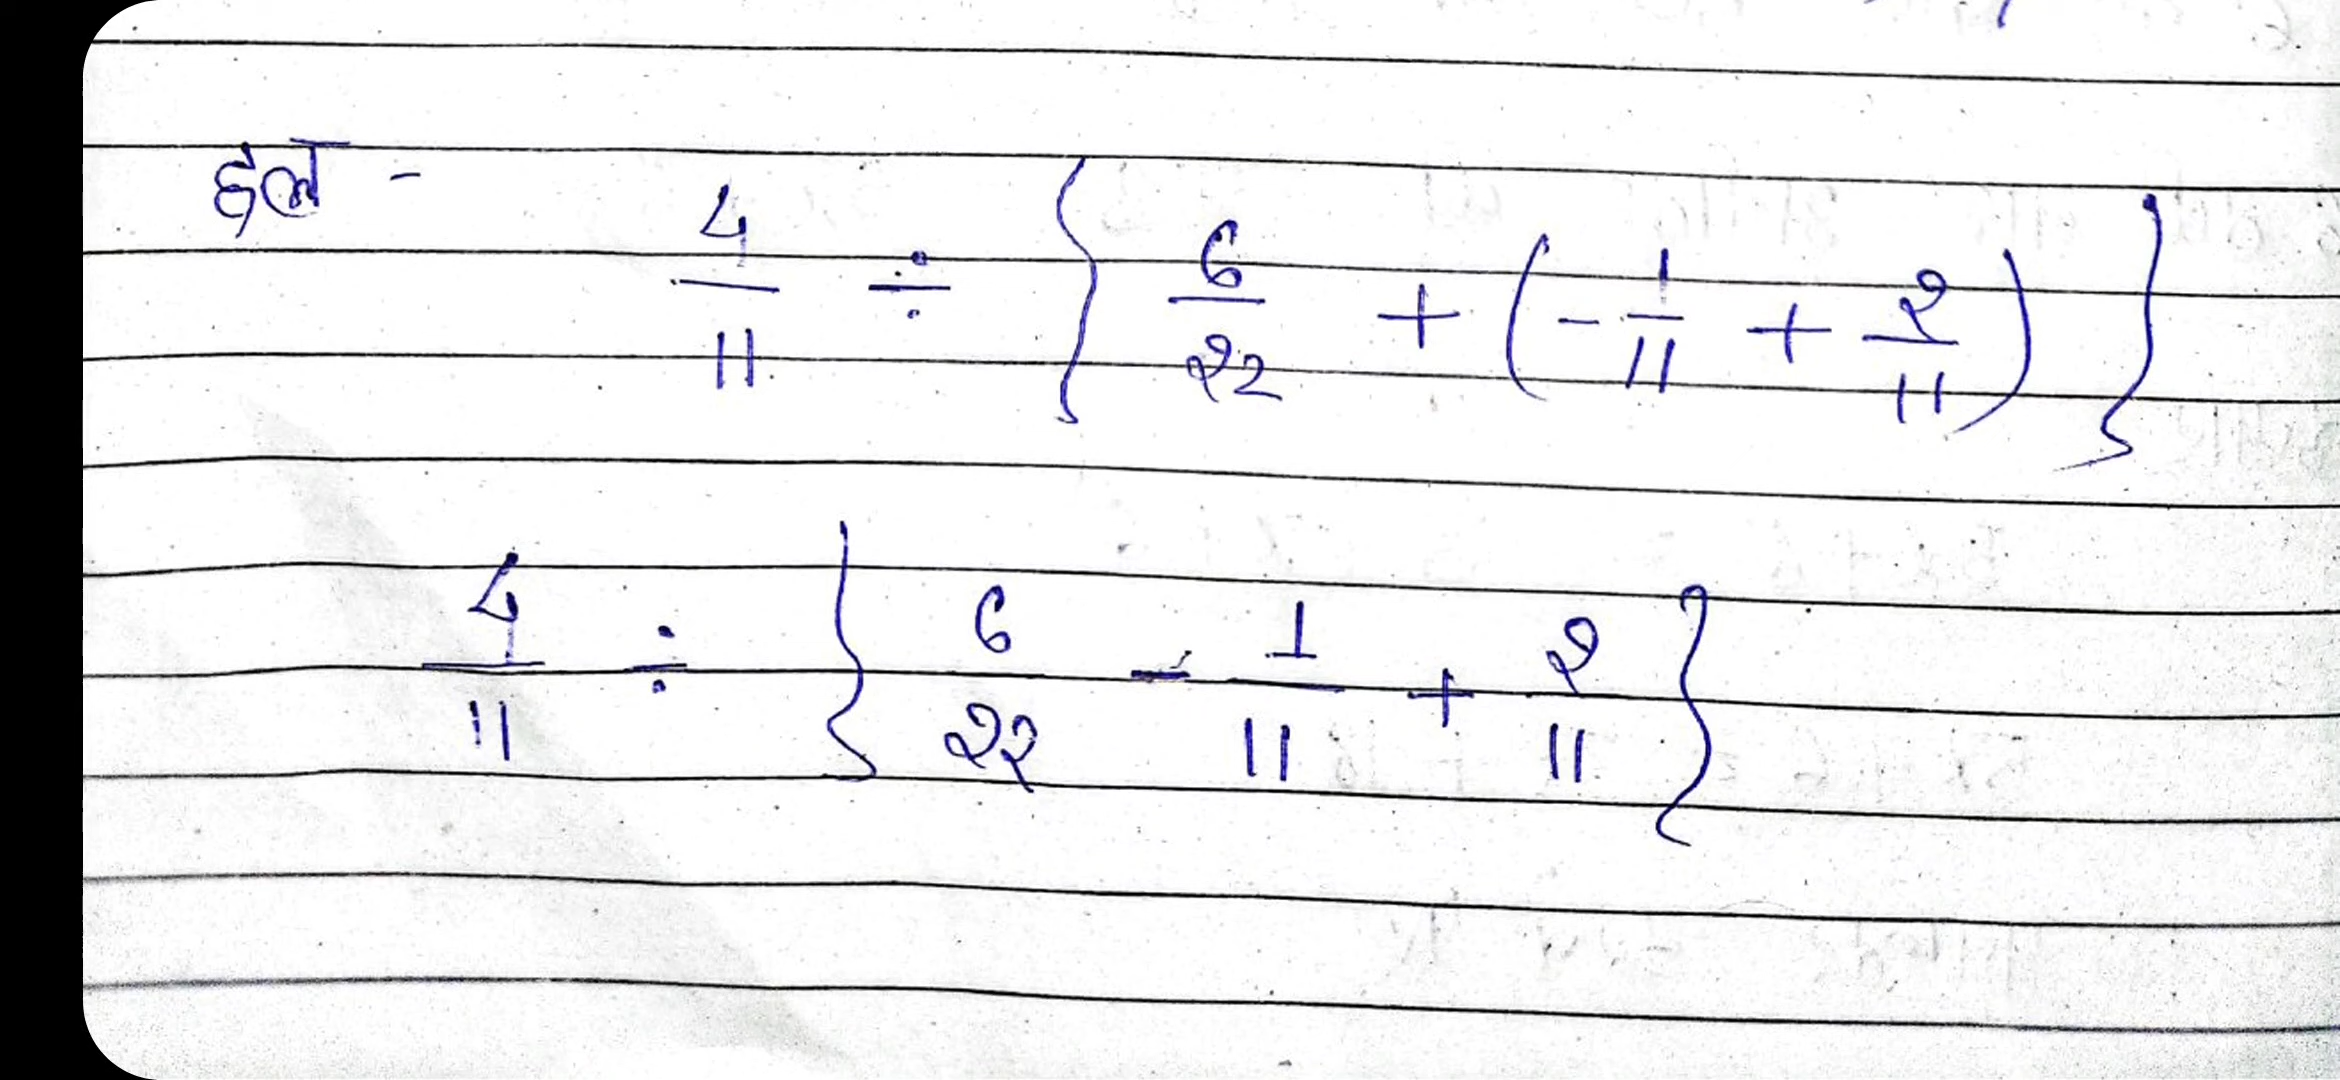 हल -
4/11 ÷ { 6/22 + ( - 1/11 + 2/11 ) }
4/11 ÷ { 6/22 - 1/11 + 2/11 }